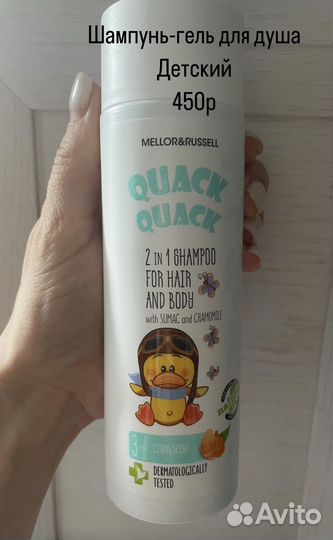 Шампунь-гель для душа
Детский
450р
MELLOR&RUSSELL
QUACK
QUACK
2 IN 1 SHAMPOO
FOR HAIR
AND BODY
with SUMAC and CHAMOMILE
3+
CITRUS SCENT
DERMATOLOGICALLY
TESTED
Avito